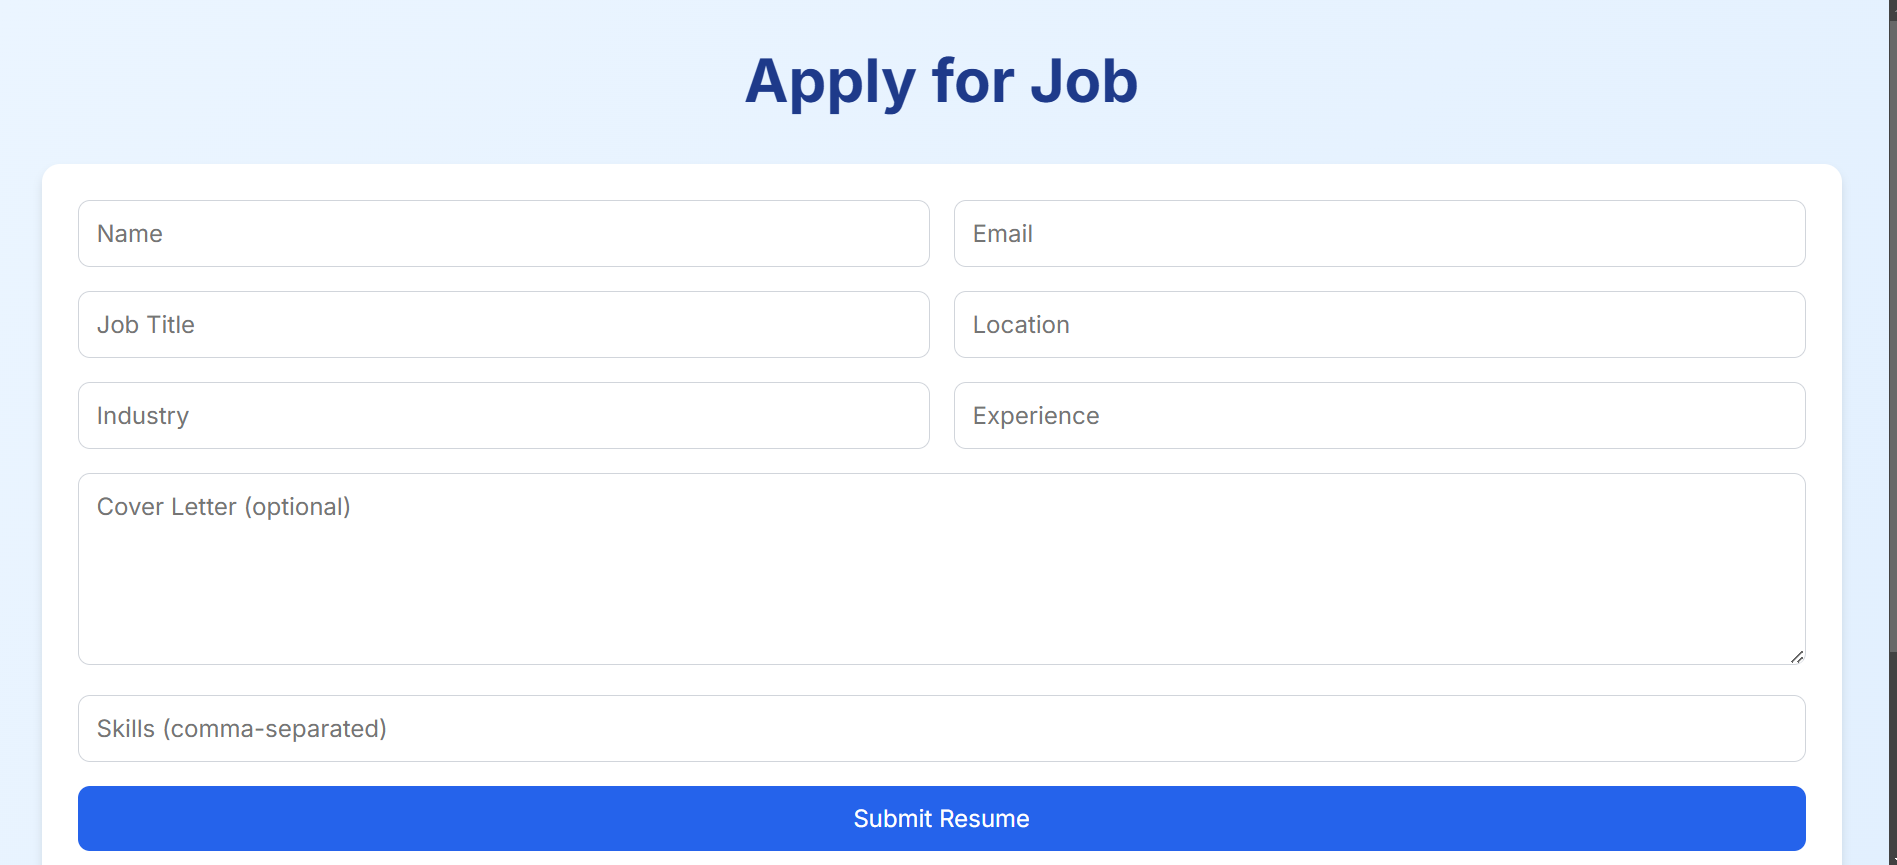 Apply for Job
Name
Email
Job Title
Location
Industry
Experience
Cover Letter (optional)
Skills (comma-separated)
Submit Resume